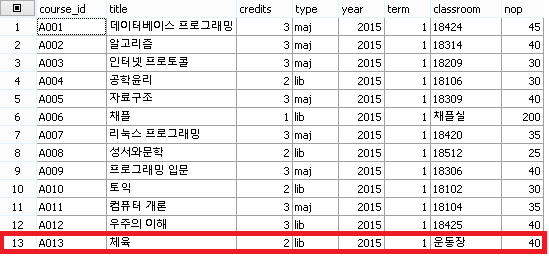 course_id title credits type year term classroom nop
1 A001 데이터베이스 프로그래밍 3 maj 2015 1 18424 45
2 A002 알고리즘 3 maj 2015 1 18314 40
3 A003 인터넷 프로토콜 3 maj 2015 1 18209 30
4 A004 공학윤리 2 lib 2015 1 18106 30
5 A005 자료구조 3 maj 2015 1 18309 40
6 A006 채플 1 lib 2015 1 채플실 200
7 A007 리눅스 프로그래밍 3 maj 2015 1 18420 35
8 A008 성서와문학 2 lib 2015 1 18512 25
9 A009 프로그래밍 입문 3 maj 2015 1 18306 40
10 A010 토익 2 lib 2015 1 18102 30
11 A011 컴퓨터 개론 3 maj 2015 1 18104 35
12 A012 우주의 이해 3 lib 2015 1 18425 40
13 A013 체육 2 lib 2015 1 운동장 40